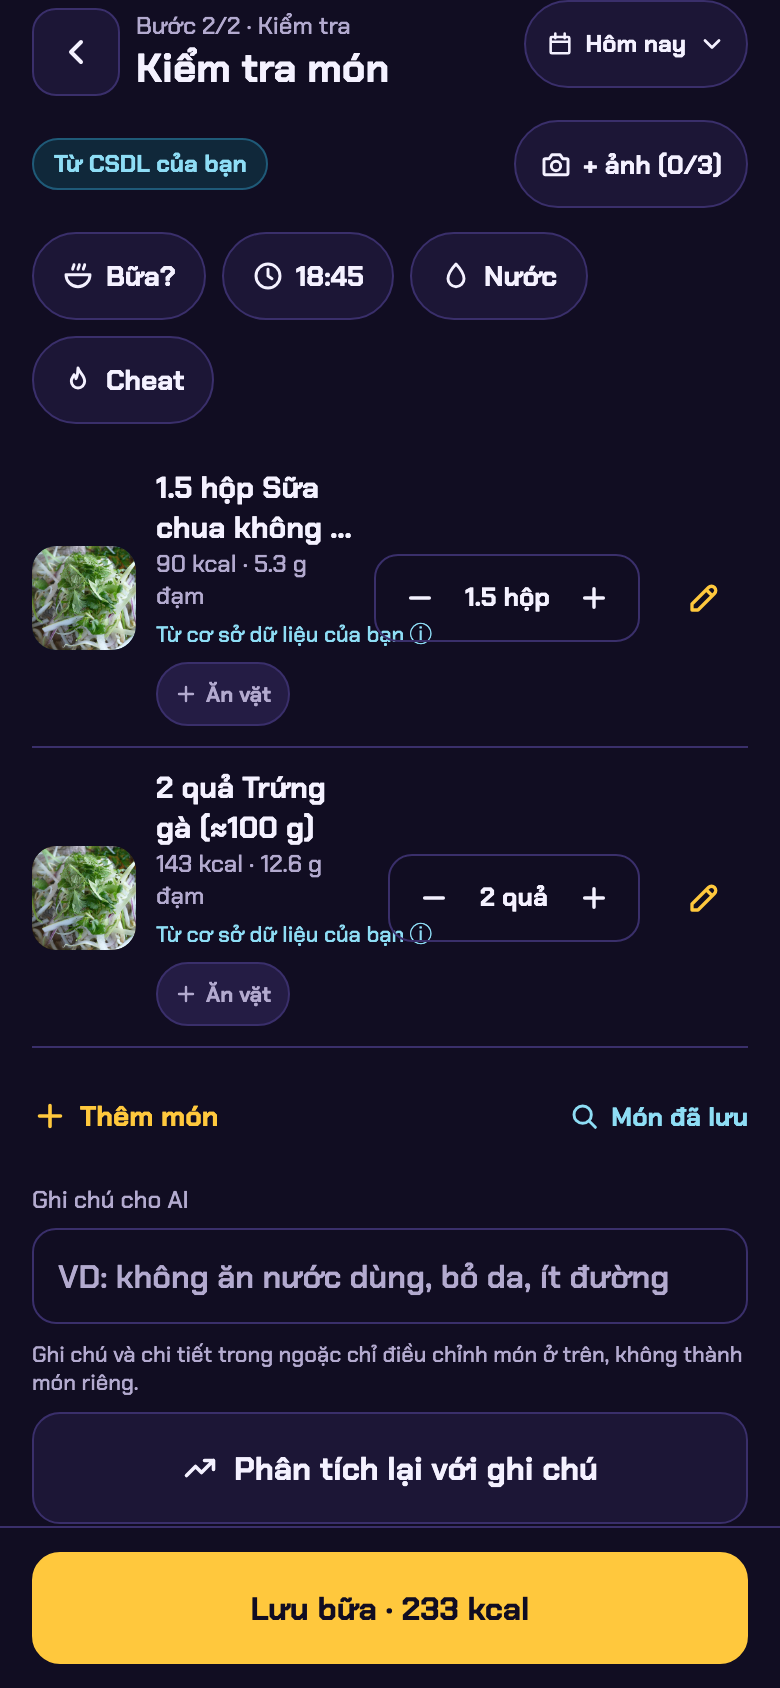 Bước 2/2 · Kiểm tra
Kiểm tra món
Hôm nay
Từ CSDL của bạn
+ ảnh (0/3)
Bữa?
18:45
Nước
Cheat
1.5 hộp Sữa
chua không ...
90 kcal · 5.3 g
đạm
Từ cơ sở dữ liệu của bạn ⓘ
− 1.5 hộp +
+ Ăn vặt
2 quả Trứng
gà (≈100 g)
143 kcal · 12.6 g
đạm
Từ cơ sở dữ liệu của bạn ⓘ
− 2 quả +
+ Ăn vặt
+ Thêm món
Món đã lưu
Ghi chú cho AI
VD: không ăn nước dùng, bỏ da, ít đường
Ghi chú và chi tiết trong ngoặc chỉ điều chỉnh món ở trên, không thành
món riêng.
Phân tích lại với ghi chú
Lưu bữa · 233 kcal